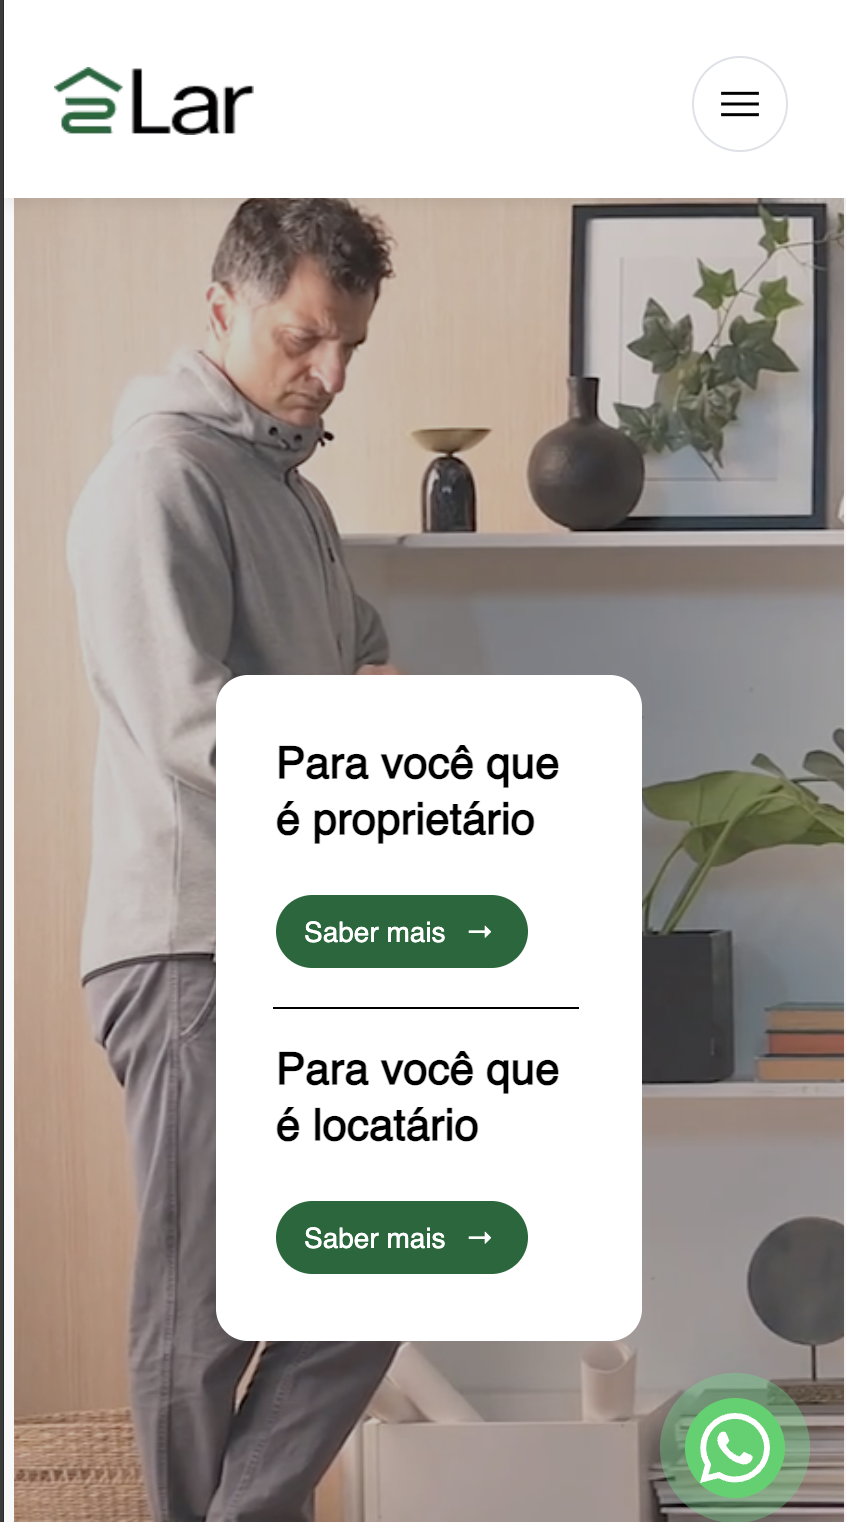 Lar
Para você que
é proprietário
Saber mais →
Para você que
é locatário
Saber mais →